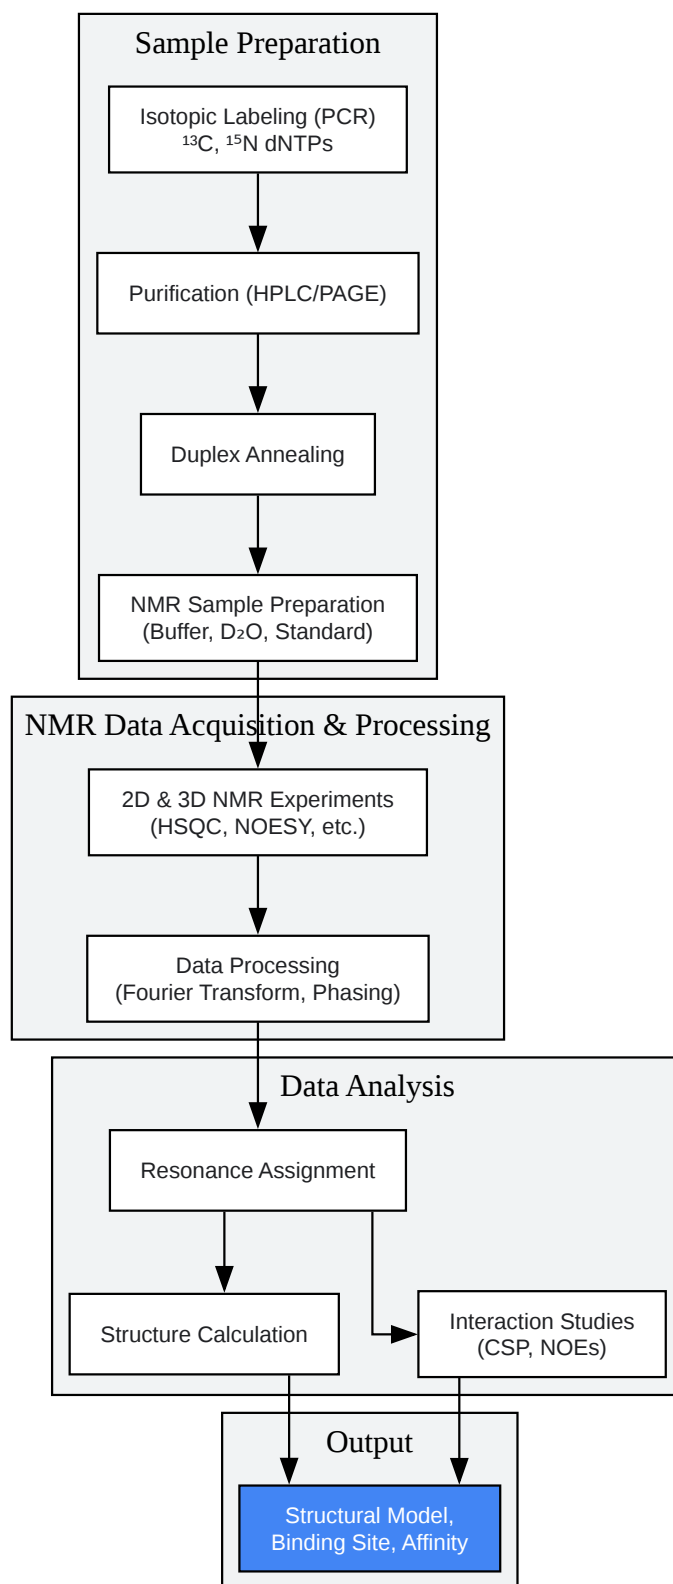 Sample Preparation
Isotopic Labeling (PCR)
¹³C, ¹⁵N dNTPs
Purification (HPLC/PAGE)
Duplex Annealing
NMR Sample Preparation
(Buffer, D₂O, Standard)
NMR Data Acquisition & Processing
2D & 3D NMR Experiments
(HSQC, NOESY, etc.)
Data Processing
(Fourier Transform, Phasing)
Data Analysis
Resonance Assignment
Structure Calculation
Interaction Studies
(CSP, NOEs)
Output
Structural Model,
Binding Site, Affinity